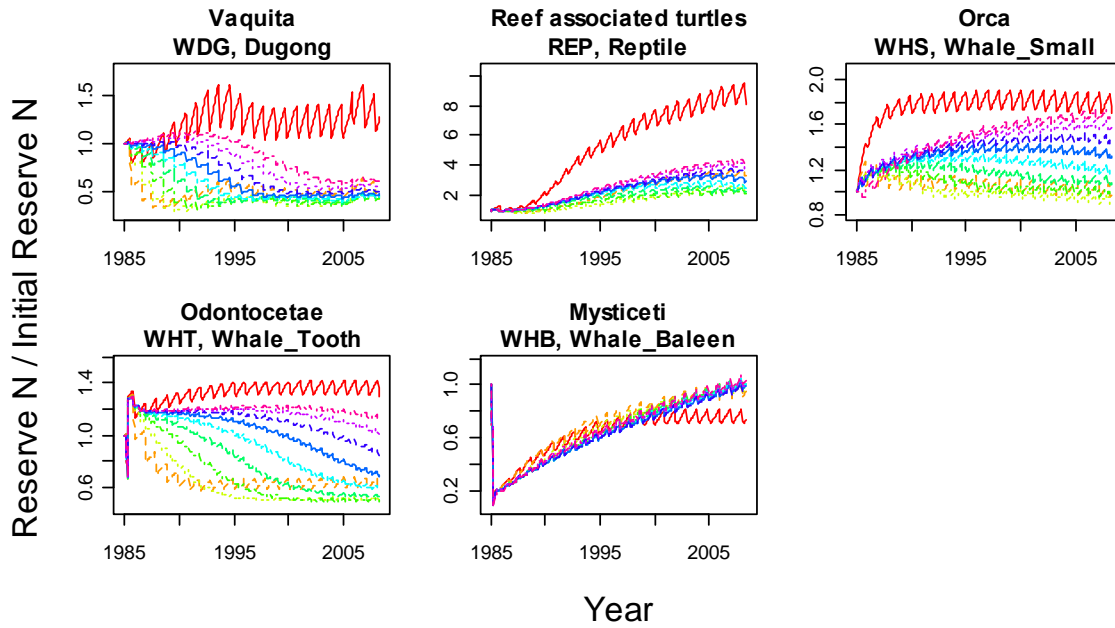 Vaquita
WDG, Dugong
Reef associated turtles
REP, Reptile
Orca
WHS, Whale_Small
Reserve N / Initial Reserve N
1.5
1.0
0.5
1985 1995 2005
8
6
4
2
1985 1995 2005
2.0
1.6
1.2
0.8
1985 1995 2005
Odontocetae
WHT, Whale_Tooth
Mysticeti
WHB, Whale_Baleen
1.4
1.0
0.6
1985 1995 2005
1.0
0.6
0.2
1985 1995 2005
Year